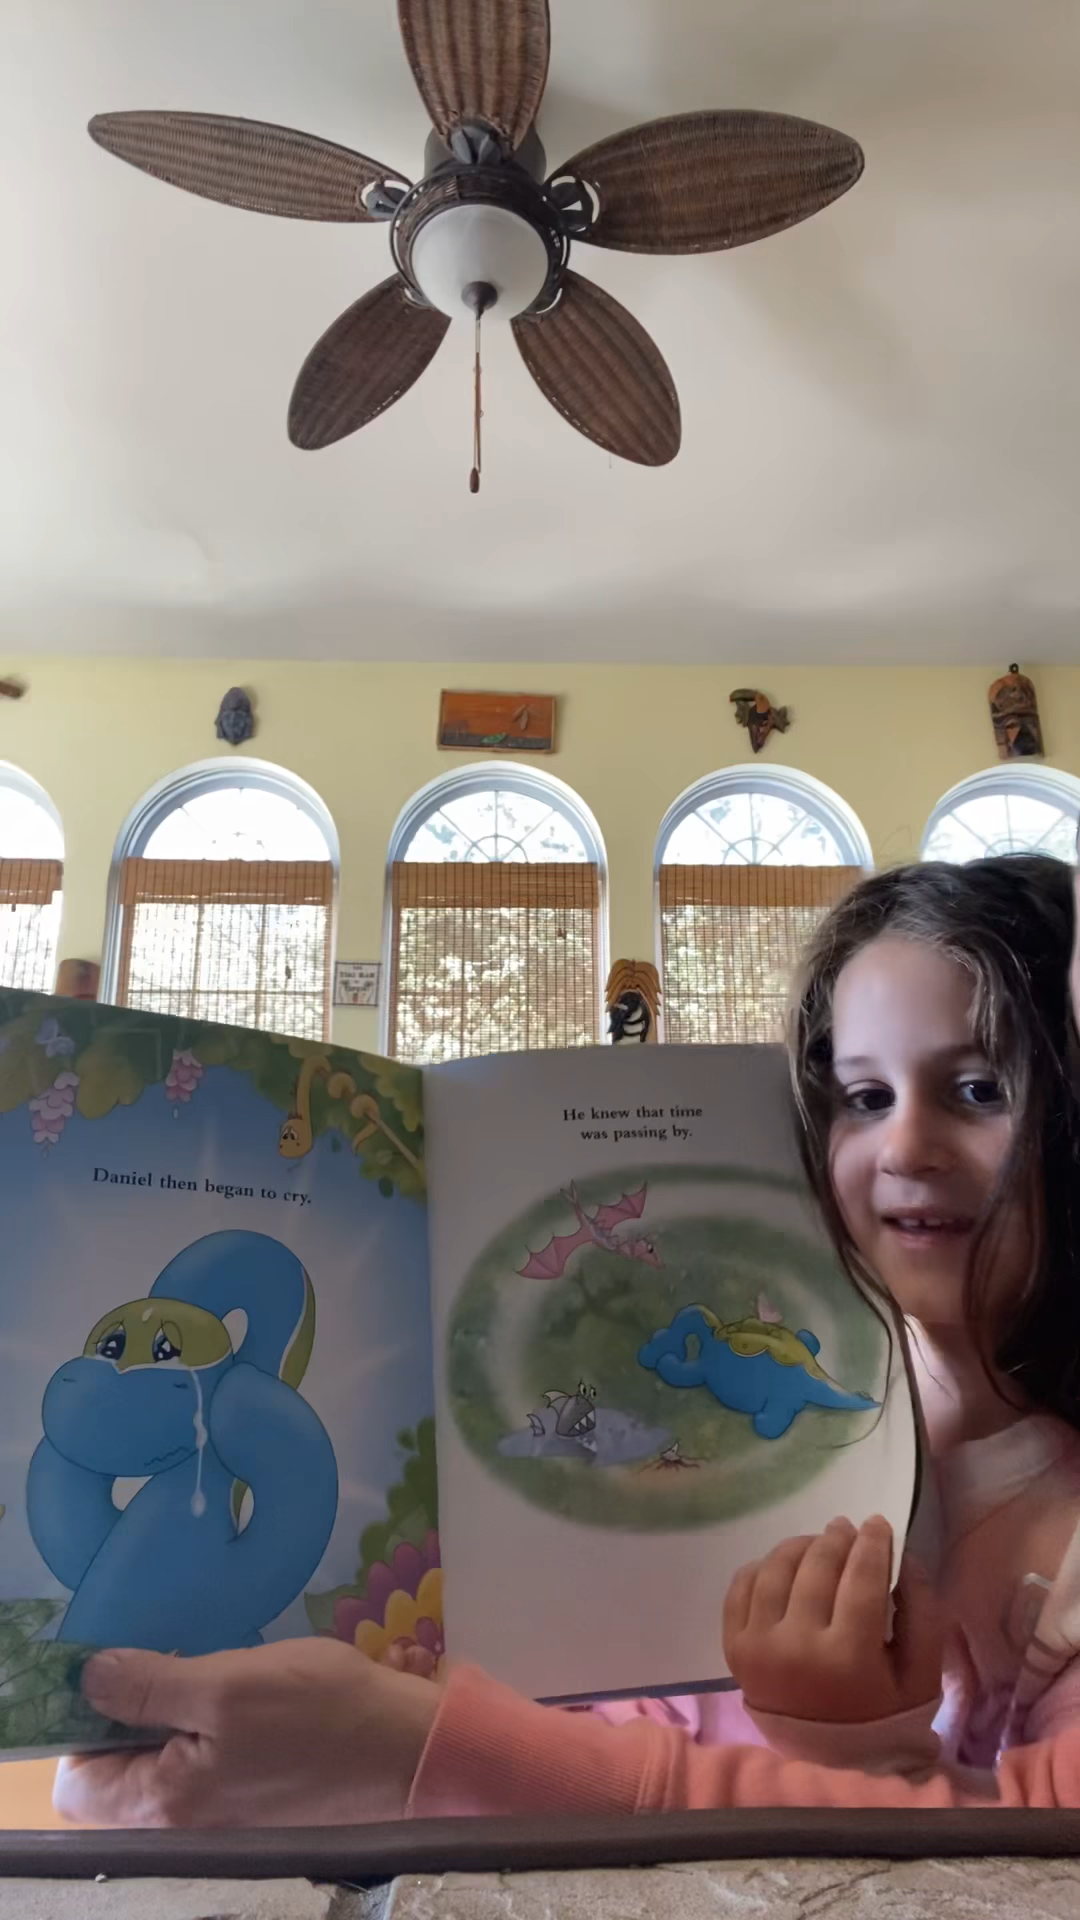 Daniel then began to cry.
He knew that time
was passing by.